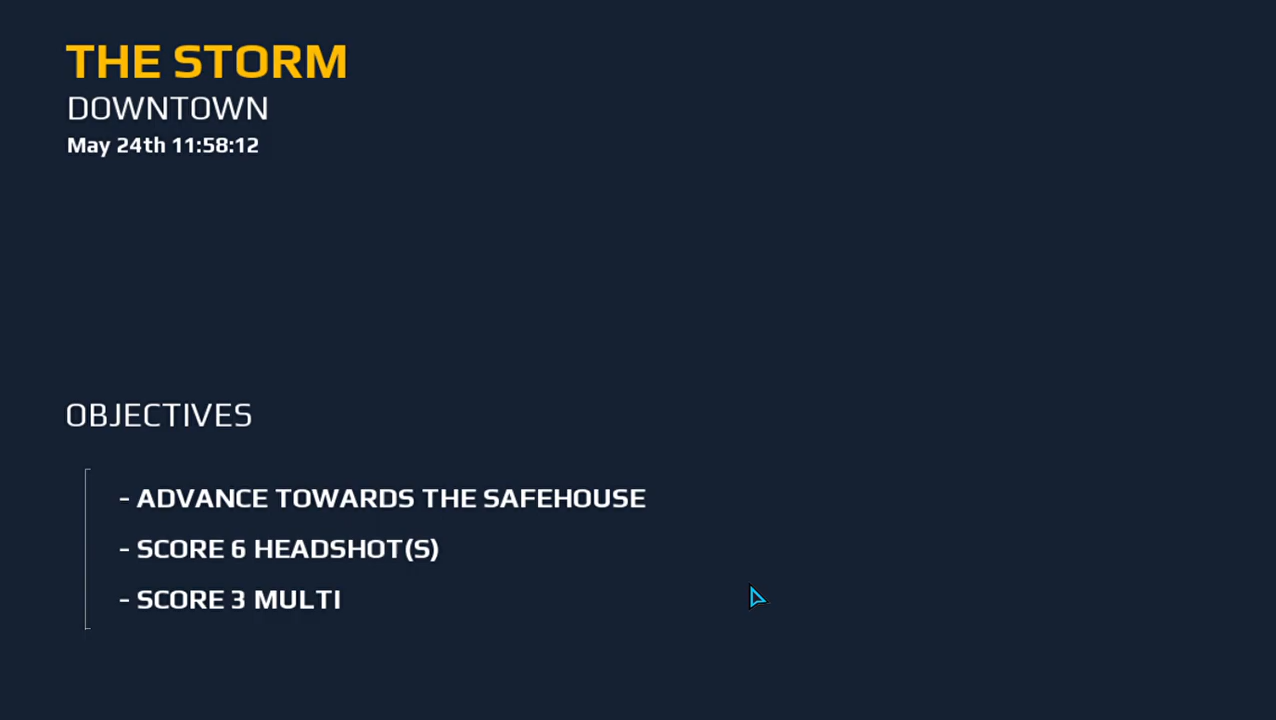 THE STORM
DOWNTOWN
May 24th 11:58:12
OBJECTIVES
- ADVANCE TOWARDS THE SAFEHOUSE
- SCORE 6 HEADSHOT(S)
- SCORE 3 MULTI